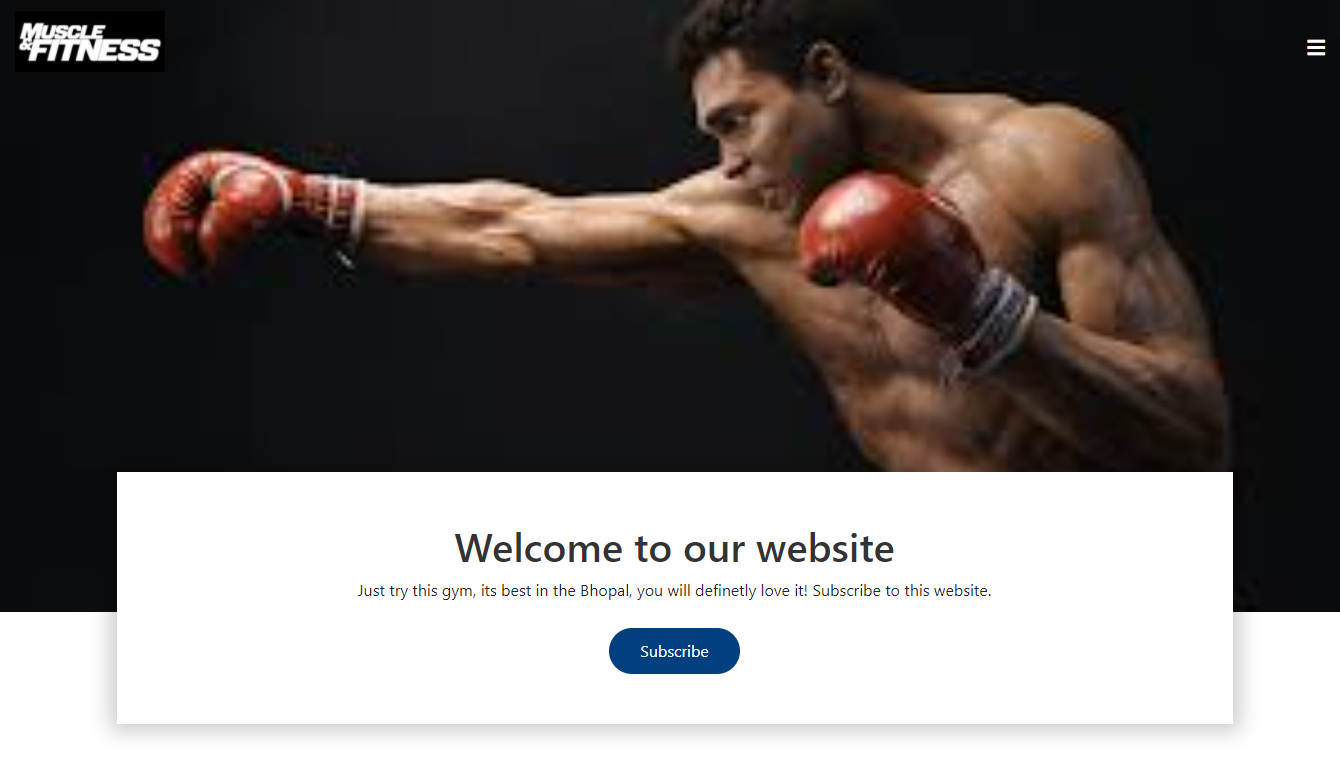 MUSCLE
&FITNESS
Welcome to our website
Just try this gym, its best in the Bhopal, you will definetly love it! Subscribe to this website.
Subscribe